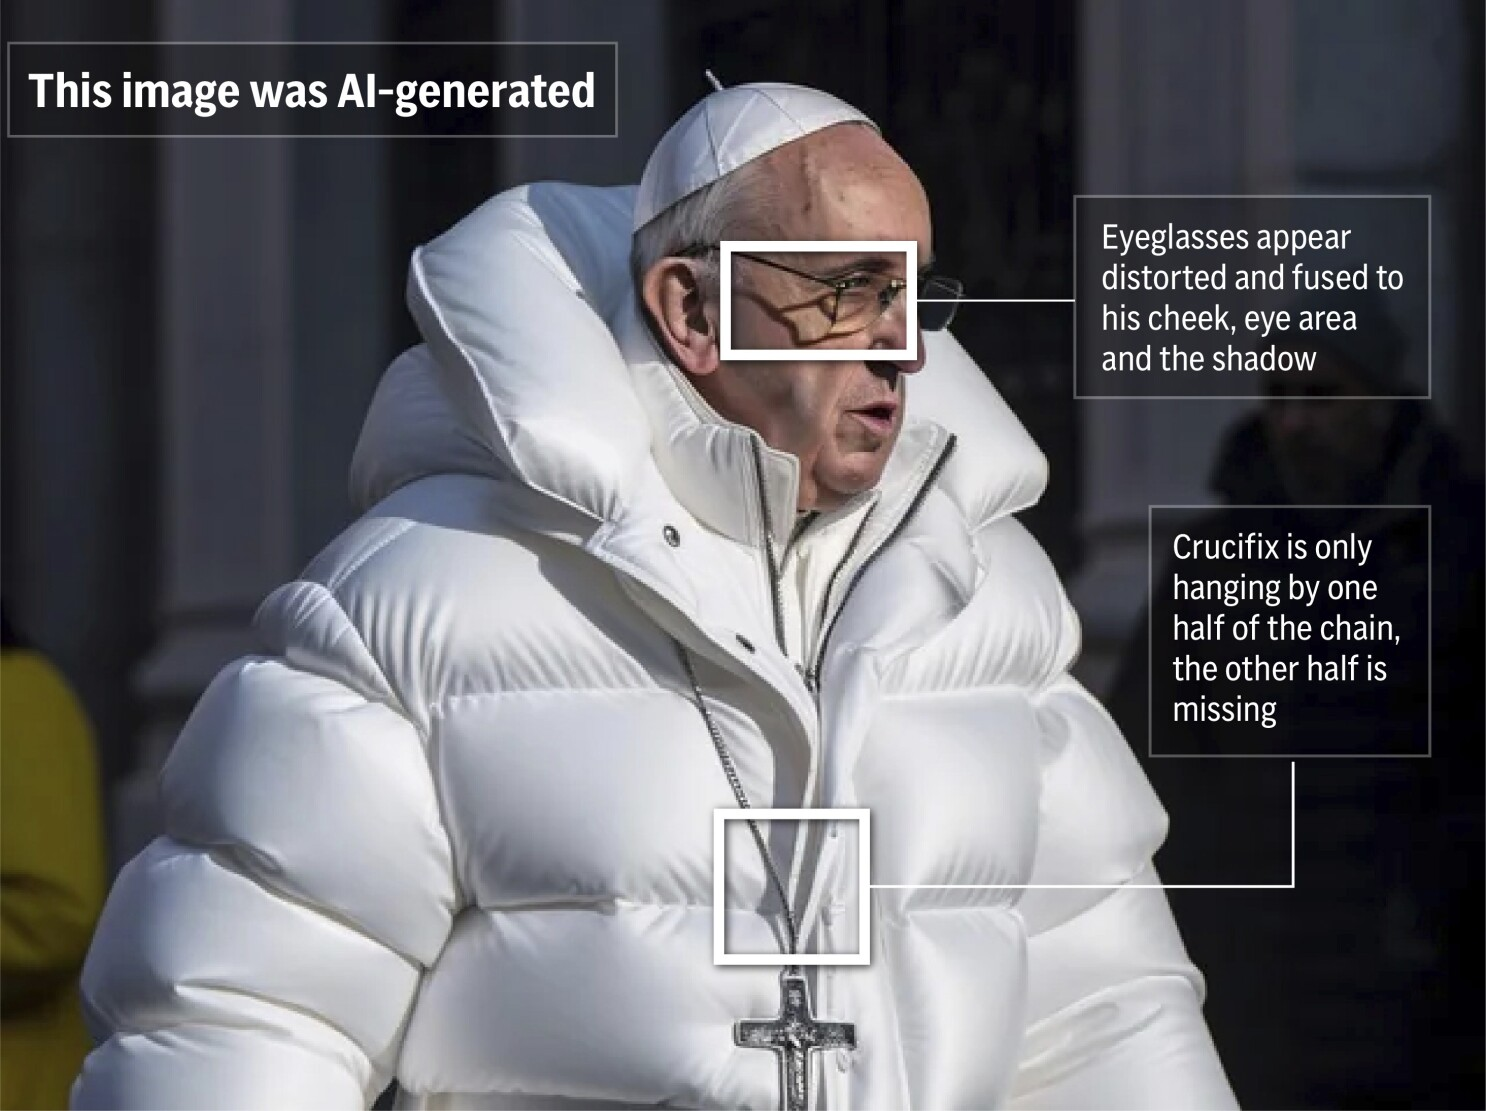 This image was AI-generated
Eyeglasses appear
distorted and fused to
his cheek, eye area
and the shadow
Crucifix is only
hanging by one
half of the chain,
the other half is
missing